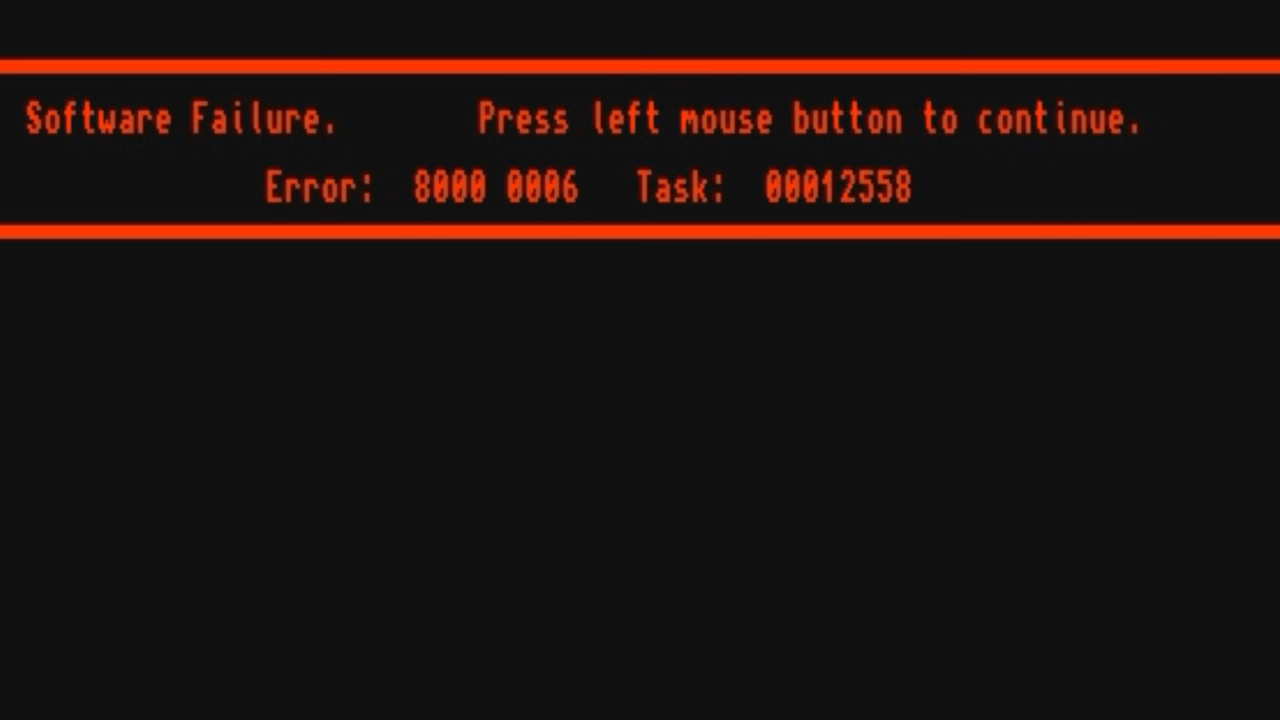 Software Failure. Press left mouse button to continue.
Error: 8000 0006 Task: 00012558